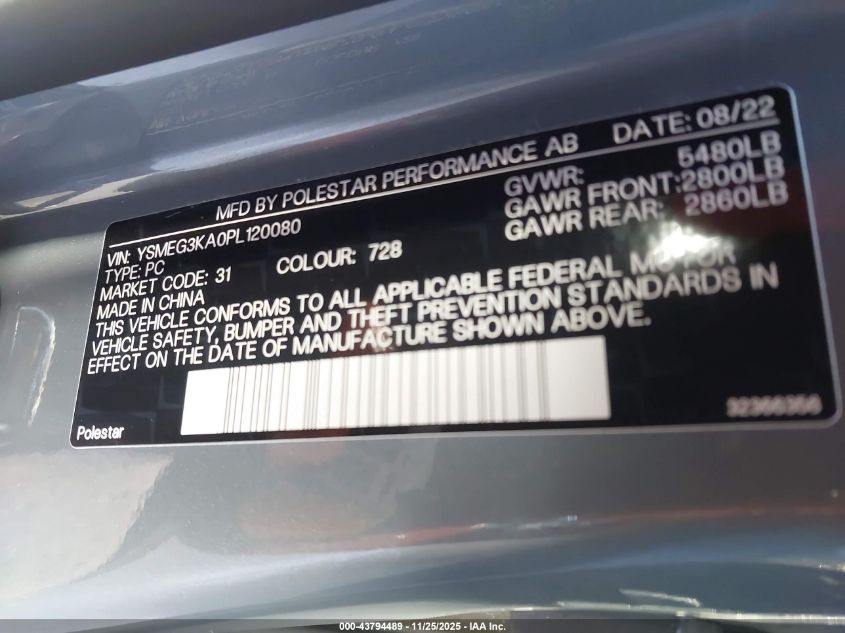 MFD BY POLESTAR PERFORMANCE AB DATE: 08/22
VIN: YSMEG3KA0PL120080 GVWR: 5480LB
TYPE: PC GAWR FRONT: 2800LB
MARKET CODE: 31 COLOUR: 728 GAWR REAR: 2860LB
MADE IN CHINA
THIS VEHICLE CONFORMS TO ALL APPLICABLE FEDERAL MOTOR
VEHICLE SAFETY, BUMPER AND THEFT PREVENTION STANDARDS IN
EFFECT ON THE DATE OF MANUFACTURE SHOWN ABOVE.
Polestar
000-43794489 - 11/25/2025 - IAA Inc.